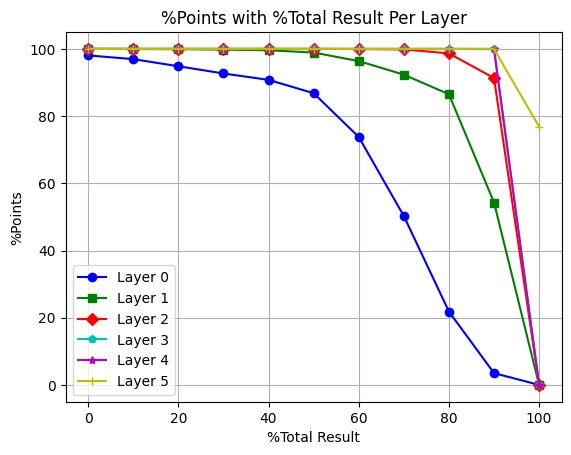 %Points with %Total Result Per Layer
100
80
60
40
20
0
%Points
Layer 0
Layer 1
Layer 2
Layer 3
Layer 4
Layer 5
0 20 40 60 80 100
%Total Result